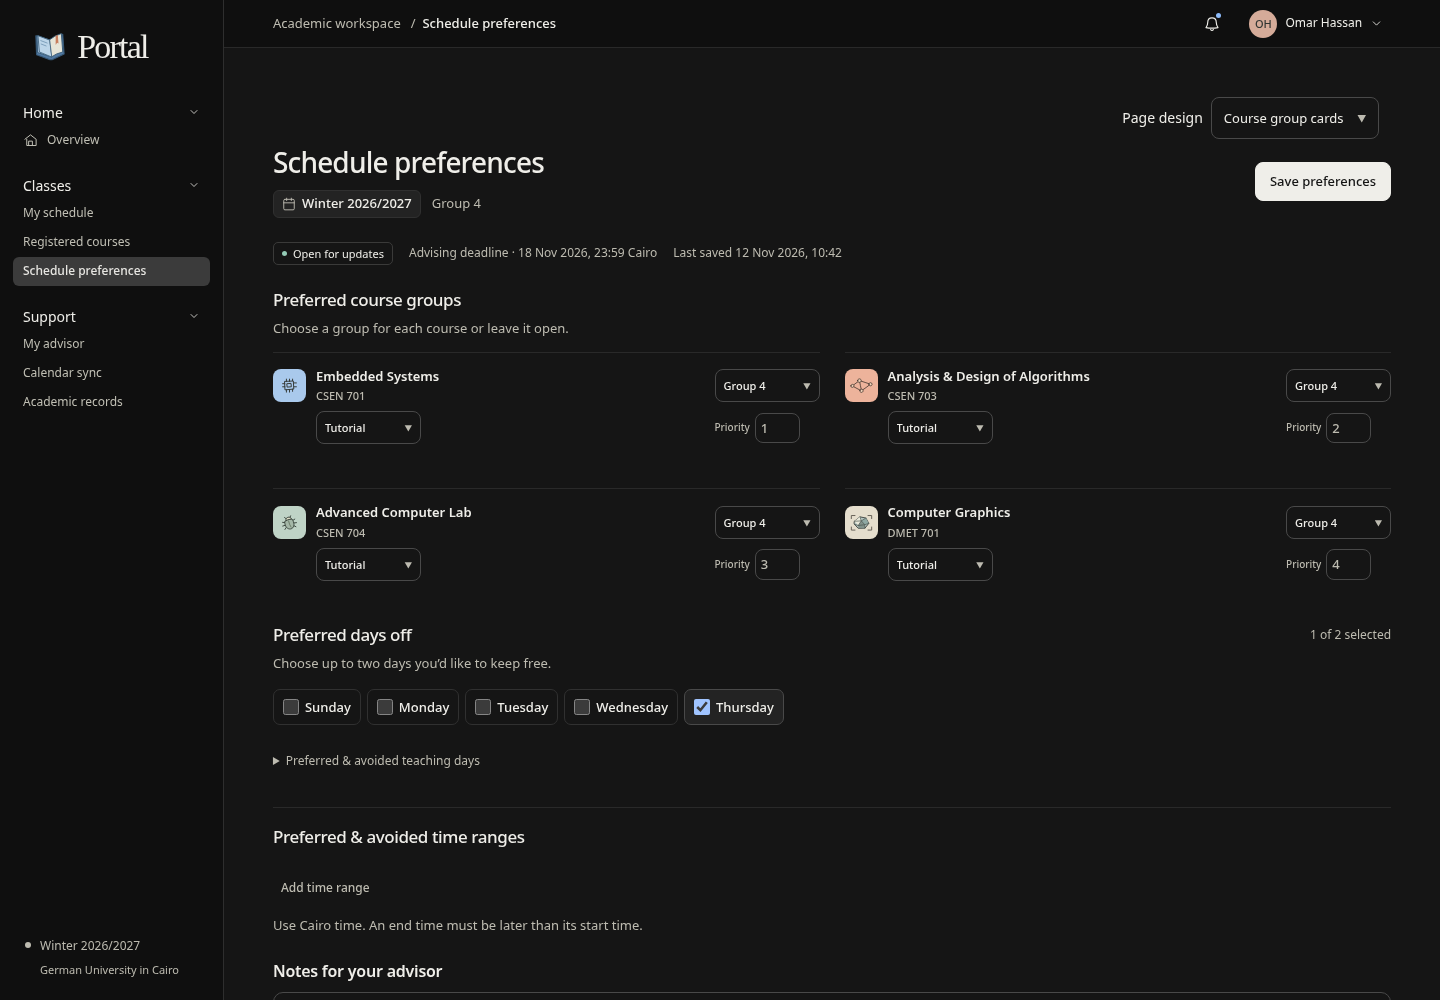 Portal
Home
Overview
Classes
My schedule
Registered courses
Schedule preferences
Support
My advisor
Calendar sync
Academic records
Winter 2026/2027
German University in Cairo
Academic workspace / Schedule preferences
OH Omar Hassan
Page design Course group cards
Schedule preferences
Save preferences
Winter 2026/2027 Group 4
Open for updates Advising deadline · 18 Nov 2026, 23:59 Cairo Last saved 12 Nov 2026, 10:42
Preferred course groups
Choose a group for each course or leave it open.
Embedded Systems
CSEN 701
Group 4
Tutorial
Priority 1
Analysis & Design of Algorithms
CSEN 703
Group 4
Tutorial
Priority 2
Advanced Computer Lab
CSEN 704
Group 4
Tutorial
Priority 3
Computer Graphics
DMET 701
Group 4
Tutorial
Priority 4
Preferred days off
1 of 2 selected
Choose up to two days you’d like to keep free.
Sunday Monday Tuesday Wednesday Thursday
Preferred & avoided teaching days
Preferred & avoided time ranges
Add time range
Use Cairo time. An end time must be later than its start time.
Notes for your advisor